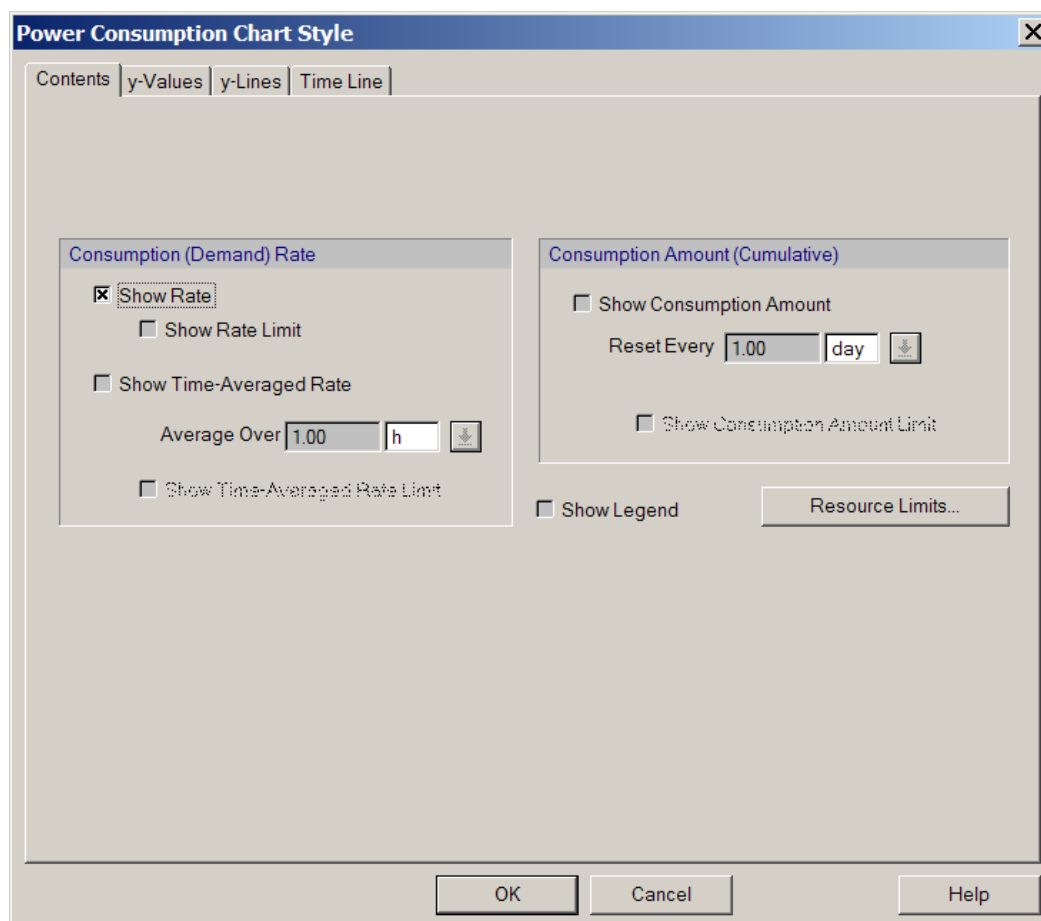 Power Consumption Chart Style
Contents y-Values y-Lines Time Line
Consumption (Demand) Rate
Show Rate
Show Rate Limit
Show Time-Averaged Rate
Average Over 1.00 h
Show Time-Averaged Rate Limit
Consumption Amount (Cumulative)
Show Consumption Amount
Reset Every 1.00 day
Show Consumption Amount Limit
Show Legend
Resource Limits...
OK Cancel Help